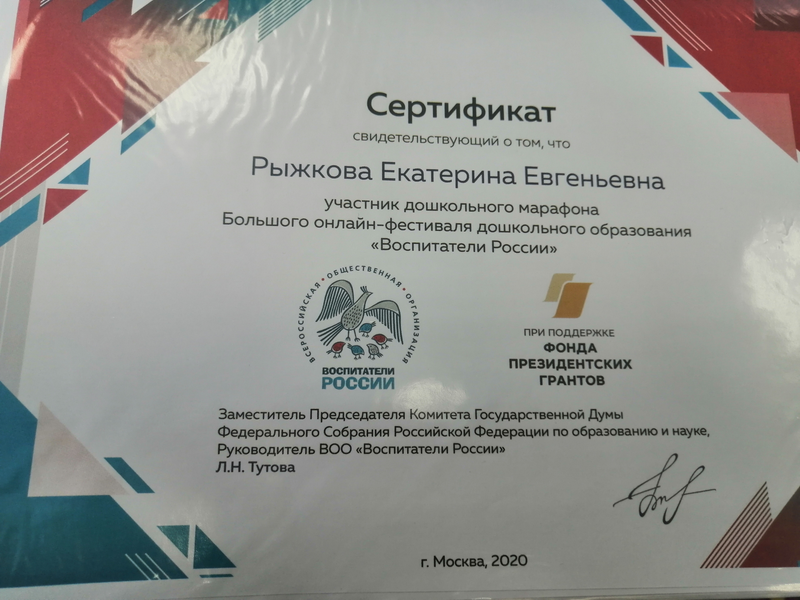 Сертификат
свидетельствующий о том, что
Рыжкова Екатерина Евгеньевна
участник дошкольного марафона
Большого онлайн-фестиваля дошкольного образования
«Воспитатели России»
ВСЕРОССИЙСКАЯ • ОБЩЕСТВЕННАЯ • ОРГАНИЗАЦИЯ
ВОСПИТАТЕЛИ
РОССИИ
ПРИ ПОДДЕРЖКЕ
ФОНДА
ПРЕЗИДЕНТСКИХ
ГРАНТОВ
Заместитель Председателя Комитета Государственной Думы
Федерального Собрания Российской Федерации по образованию и науке,
Руководитель ВОО «Воспитатели России»
Л.Н. Тутова
г. Москва, 2020